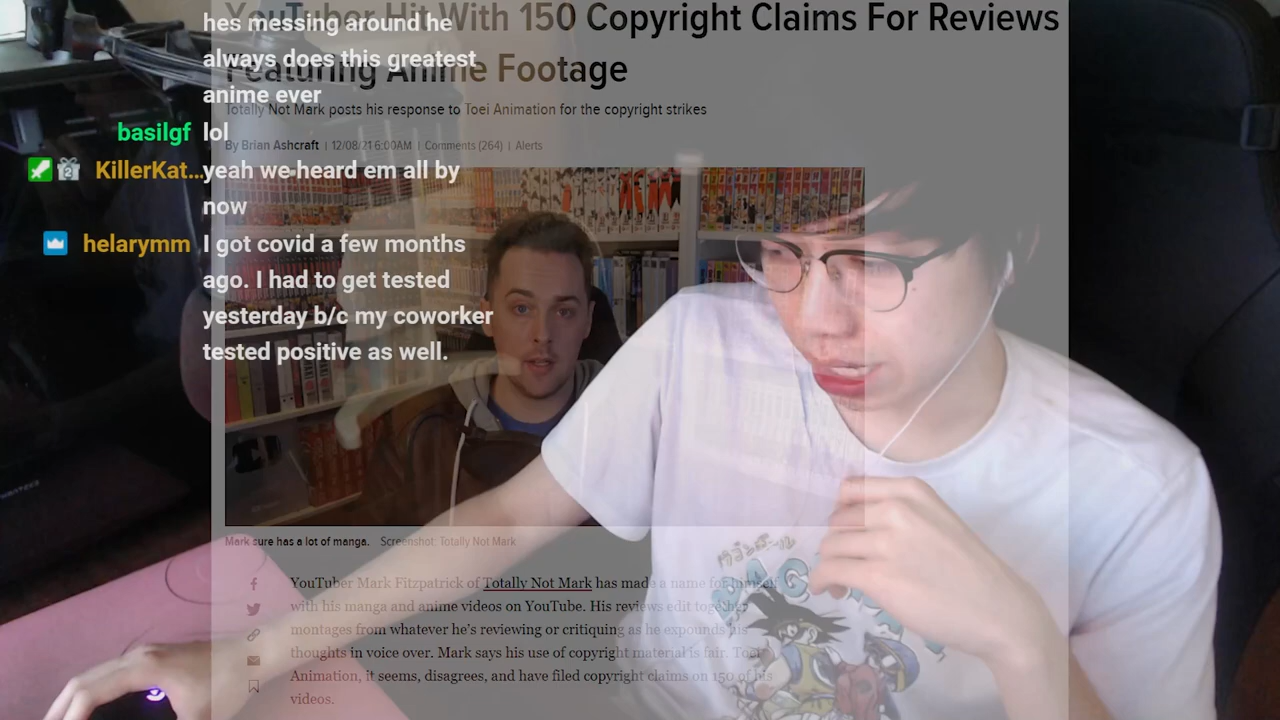 hes messing around he
always does this greatest
anime ever
basilgf lol
KillerKat... yeah we heard em all by
now
helarymm I got covid a few months
ago. I had to get tested
yesterday b/c my coworker
tested positive as well.
YouTuber Hit With 150 Copyright Claims For Reviews
Featuring Anime Footage
Totally Not Mark posts his response to Toei Animation for the copyright strikes
By Brian Ashcraft | 12/08/21 6:00AM | Comments (264) | Alerts
Mark sure has a lot of manga. Screenshot: Totally Not Mark
YouTuber Mark Fitzpatrick of Totally Not Mark has made a name for himself
with his manga and anime videos on YouTube. His reviews edit together
montages from whatever he's reviewing or critiquing as he expounds his
thoughts in voice over. Mark says his use of copyright material is fair. Toei
Animation, it seems, disagrees, and have filed copyright claims on 150 of his
videos.